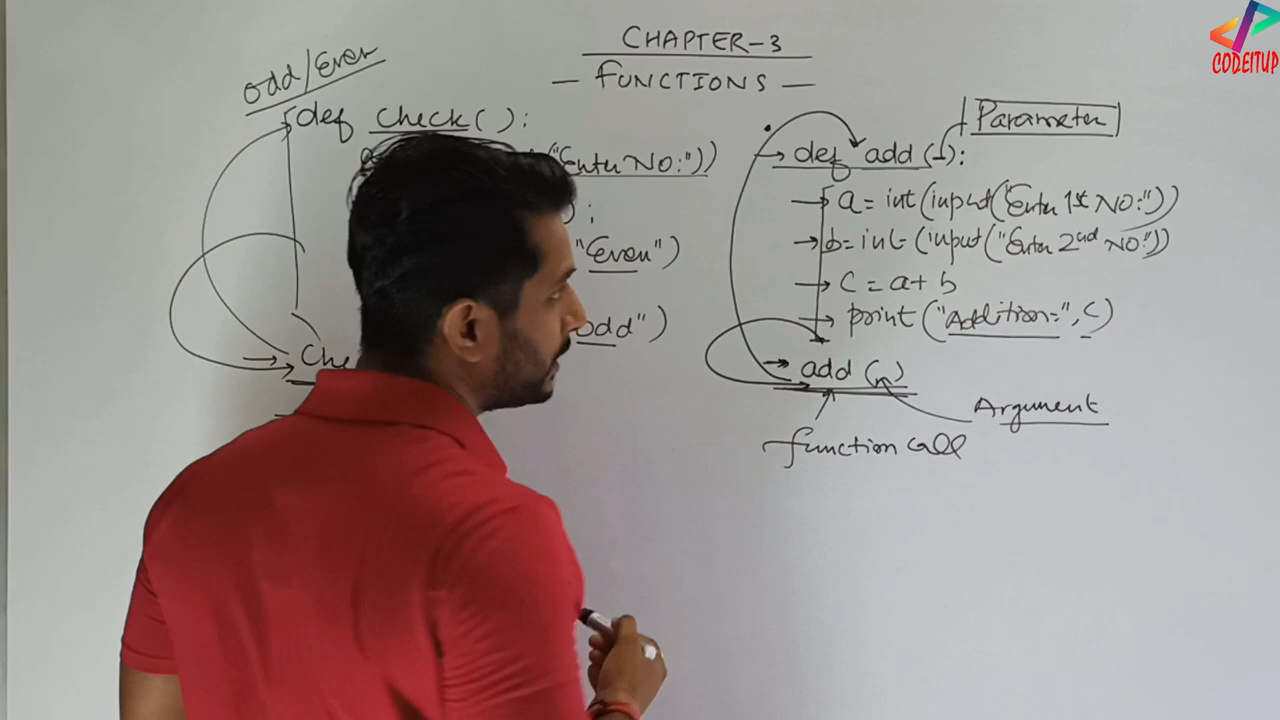 CHAPTER-3
- FUNCTIONS -
CODEITUP
Odd/Even
def check():
("Enter NO:"))
):
"Even")
Odd")
Che
Parameter
def add( ):
a = int(input("Enter 1st NO:"))
b = int(input("Enter 2nd NO:"))
C = a+b
print("Addition=", C)
add( )
Argument
function call